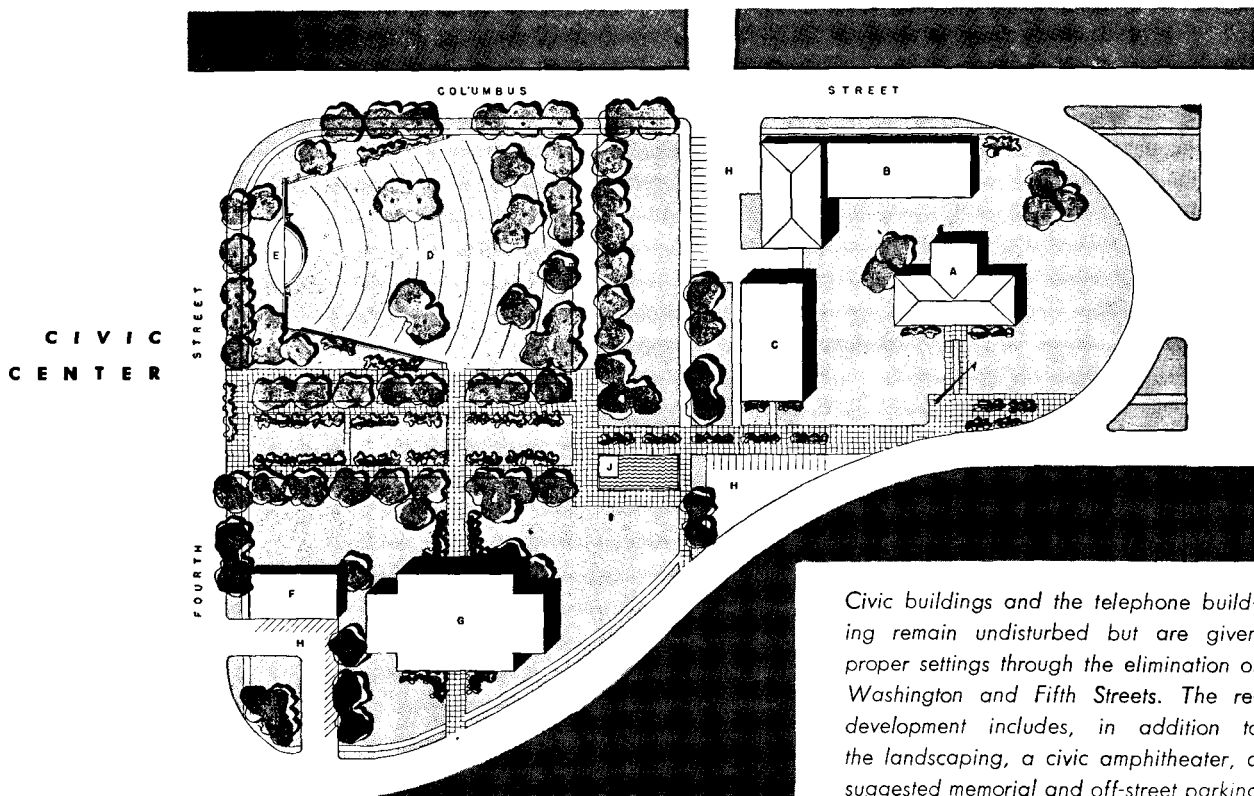 COLUMBUS STREET
H
B
E
D
A
STREET
CIVIC
CENTER
C
J
H
FOURTH
F
G
H
Civic buildings and the telephone build-
ing remain undisturbed but are given
proper settings through the elimination o
Washington and Fifth Streets. The re-
development includes, in addition to
the landscaping, a civic amphitheater, a
suggested memorial and off-street parking